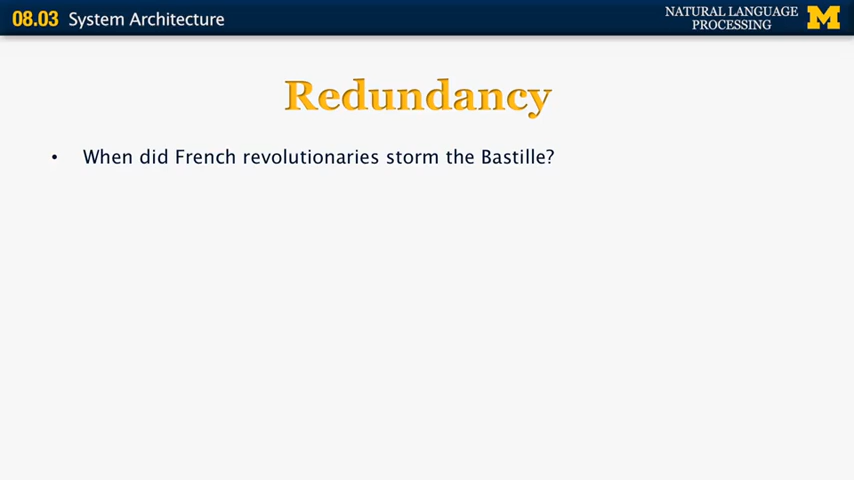 08.03 System Architecture
NATURAL LANGUAGE
PROCESSING
M
Redundancy
• When did French revolutionaries storm the Bastille?